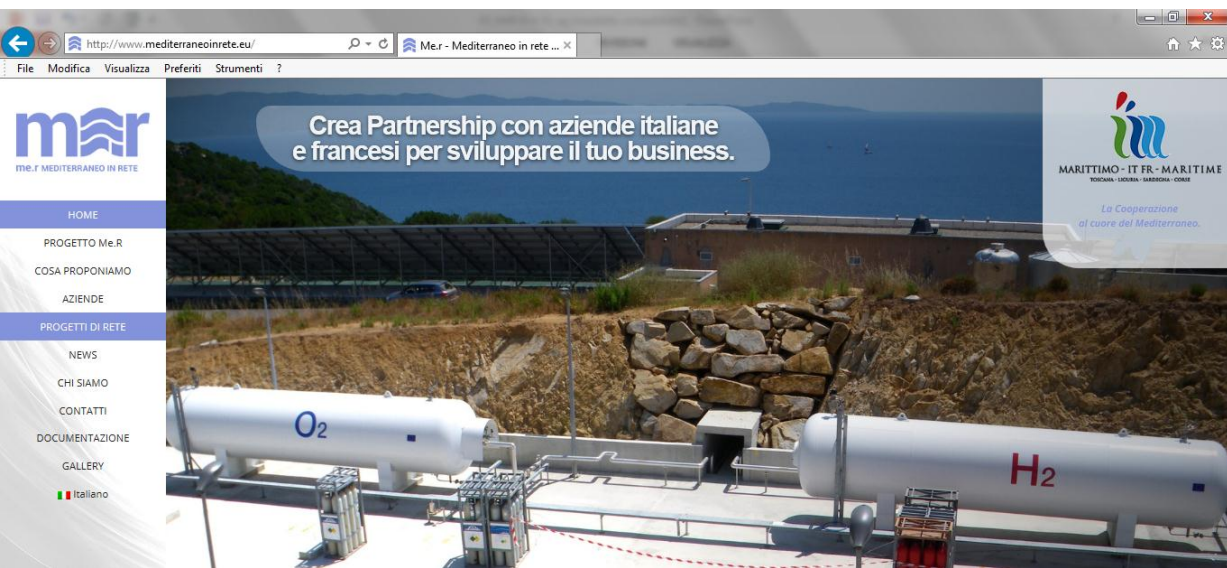 http://www.mediterraneoinrete.eu/
Me.r - Mediterraneo in rete ...
File Modifica Visualizza Preferiti Strumenti ?
mer
me.r MEDITERRANEO IN RETE
HOME
PROGETTO Me.R
COSA PROPONIAMO
AZIENDE
PROGETTI DI RETE
NEWS
CHI SIAMO
CONTATTI
DOCUMENTAZIONE
GALLERY
Italiano
Crea Partnership con aziende italiane
e francesi per sviluppare il tuo business.
MARITTIMO - IT FR - MARITIME
TOSCANA - LIGURIA - SARDEGNA - CORSE
La Cooperazione
al cuore del Mediterraneo.
O2
H2